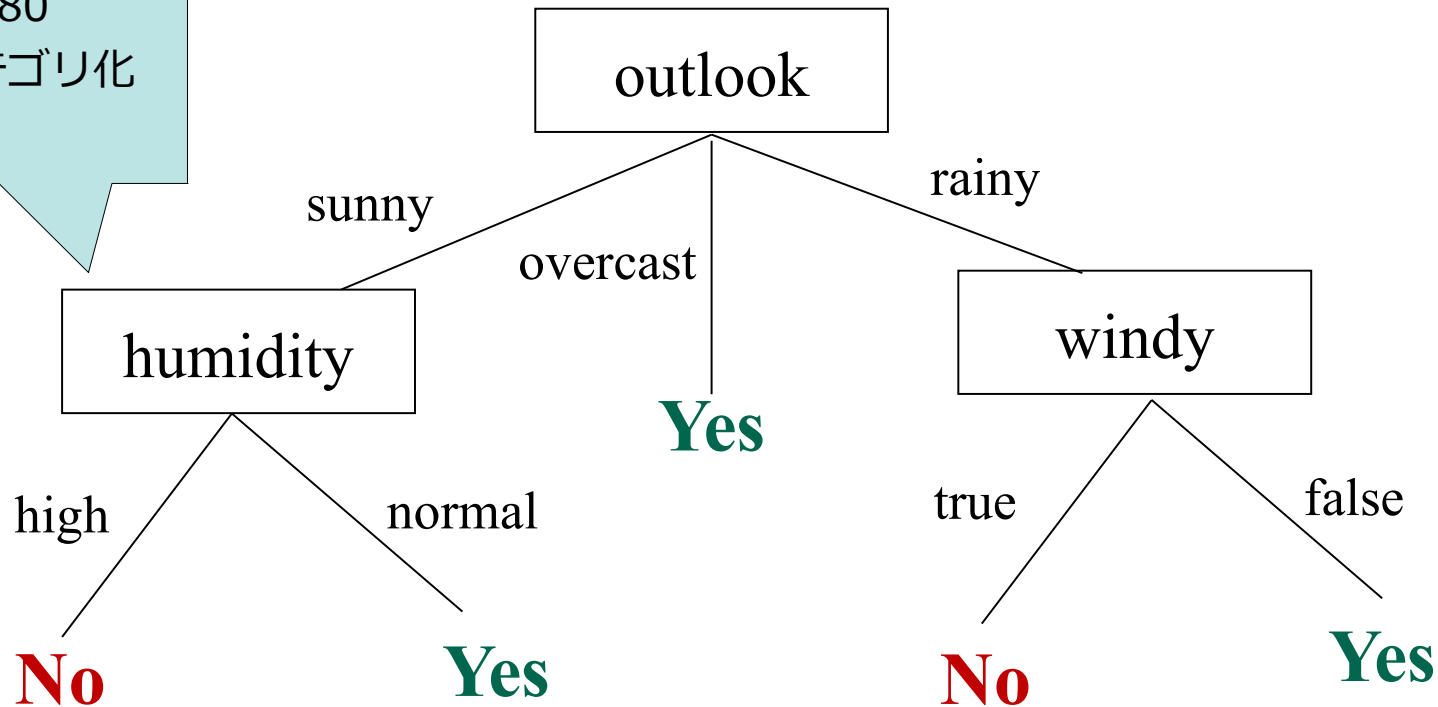 80
ゴリ化
outlook
sunny
overcast
rainy
humidity
windy
Yes
high
normal
true
false
No
Yes
No
Yes